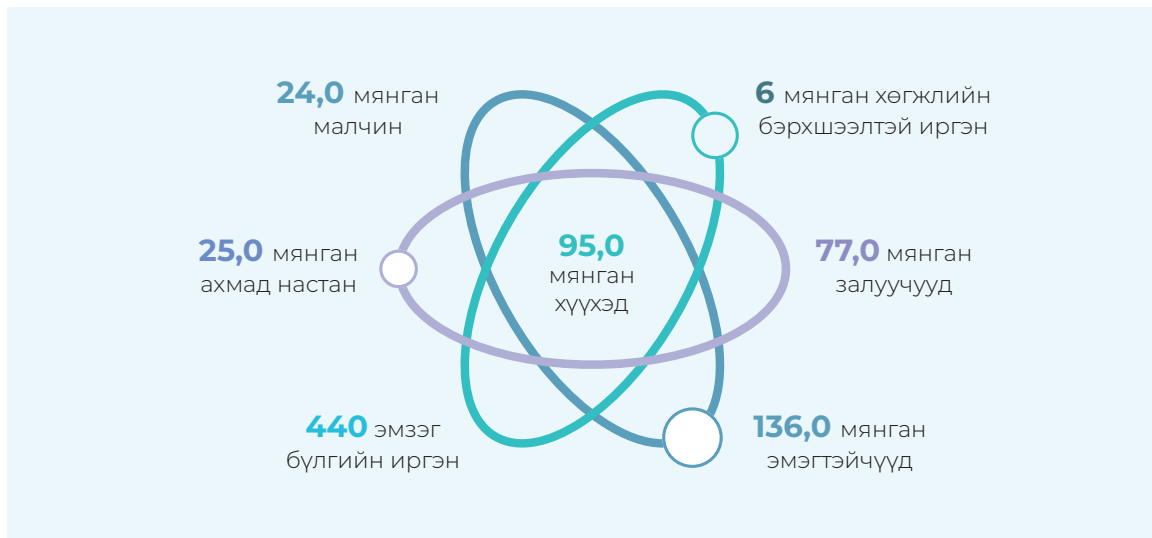 24,0 мянган
малчин
6 мянган хөгжлийн
бэрхшээлтэй иргэн
25,0 мянган
ахмад настан
95,0
мянган
хүүхэд
77,0 мянган
залуучууд
440 эмзэг
бүлгийн иргэн
136,0 мянган
эмэгтэйчүүд